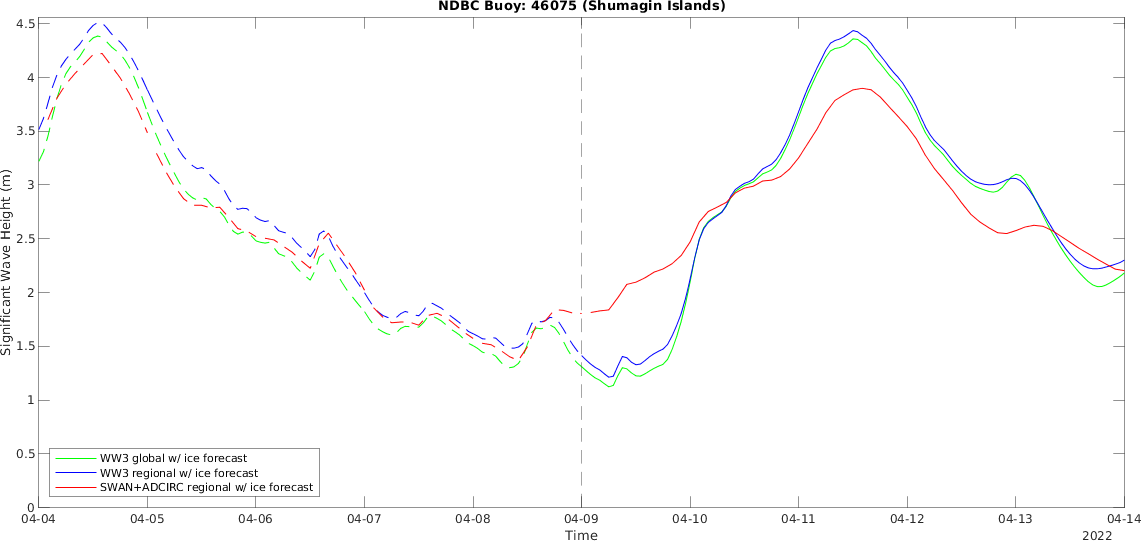 NDBC Buoy: 46075 (Shumagin Islands)
Significant Wave Height (m)
4.5
4
3.5
3
2.5
2
1.5
1
0.5
0
WW3 global w/ ice forecast
WW3 regional w/ ice forecast
SWAN+ADCIRC regional w/ ice forecast
04-04 04-05 04-06 04-07 04-08 04-09 04-10 04-11 04-12 04-13 04-14
Time
2022